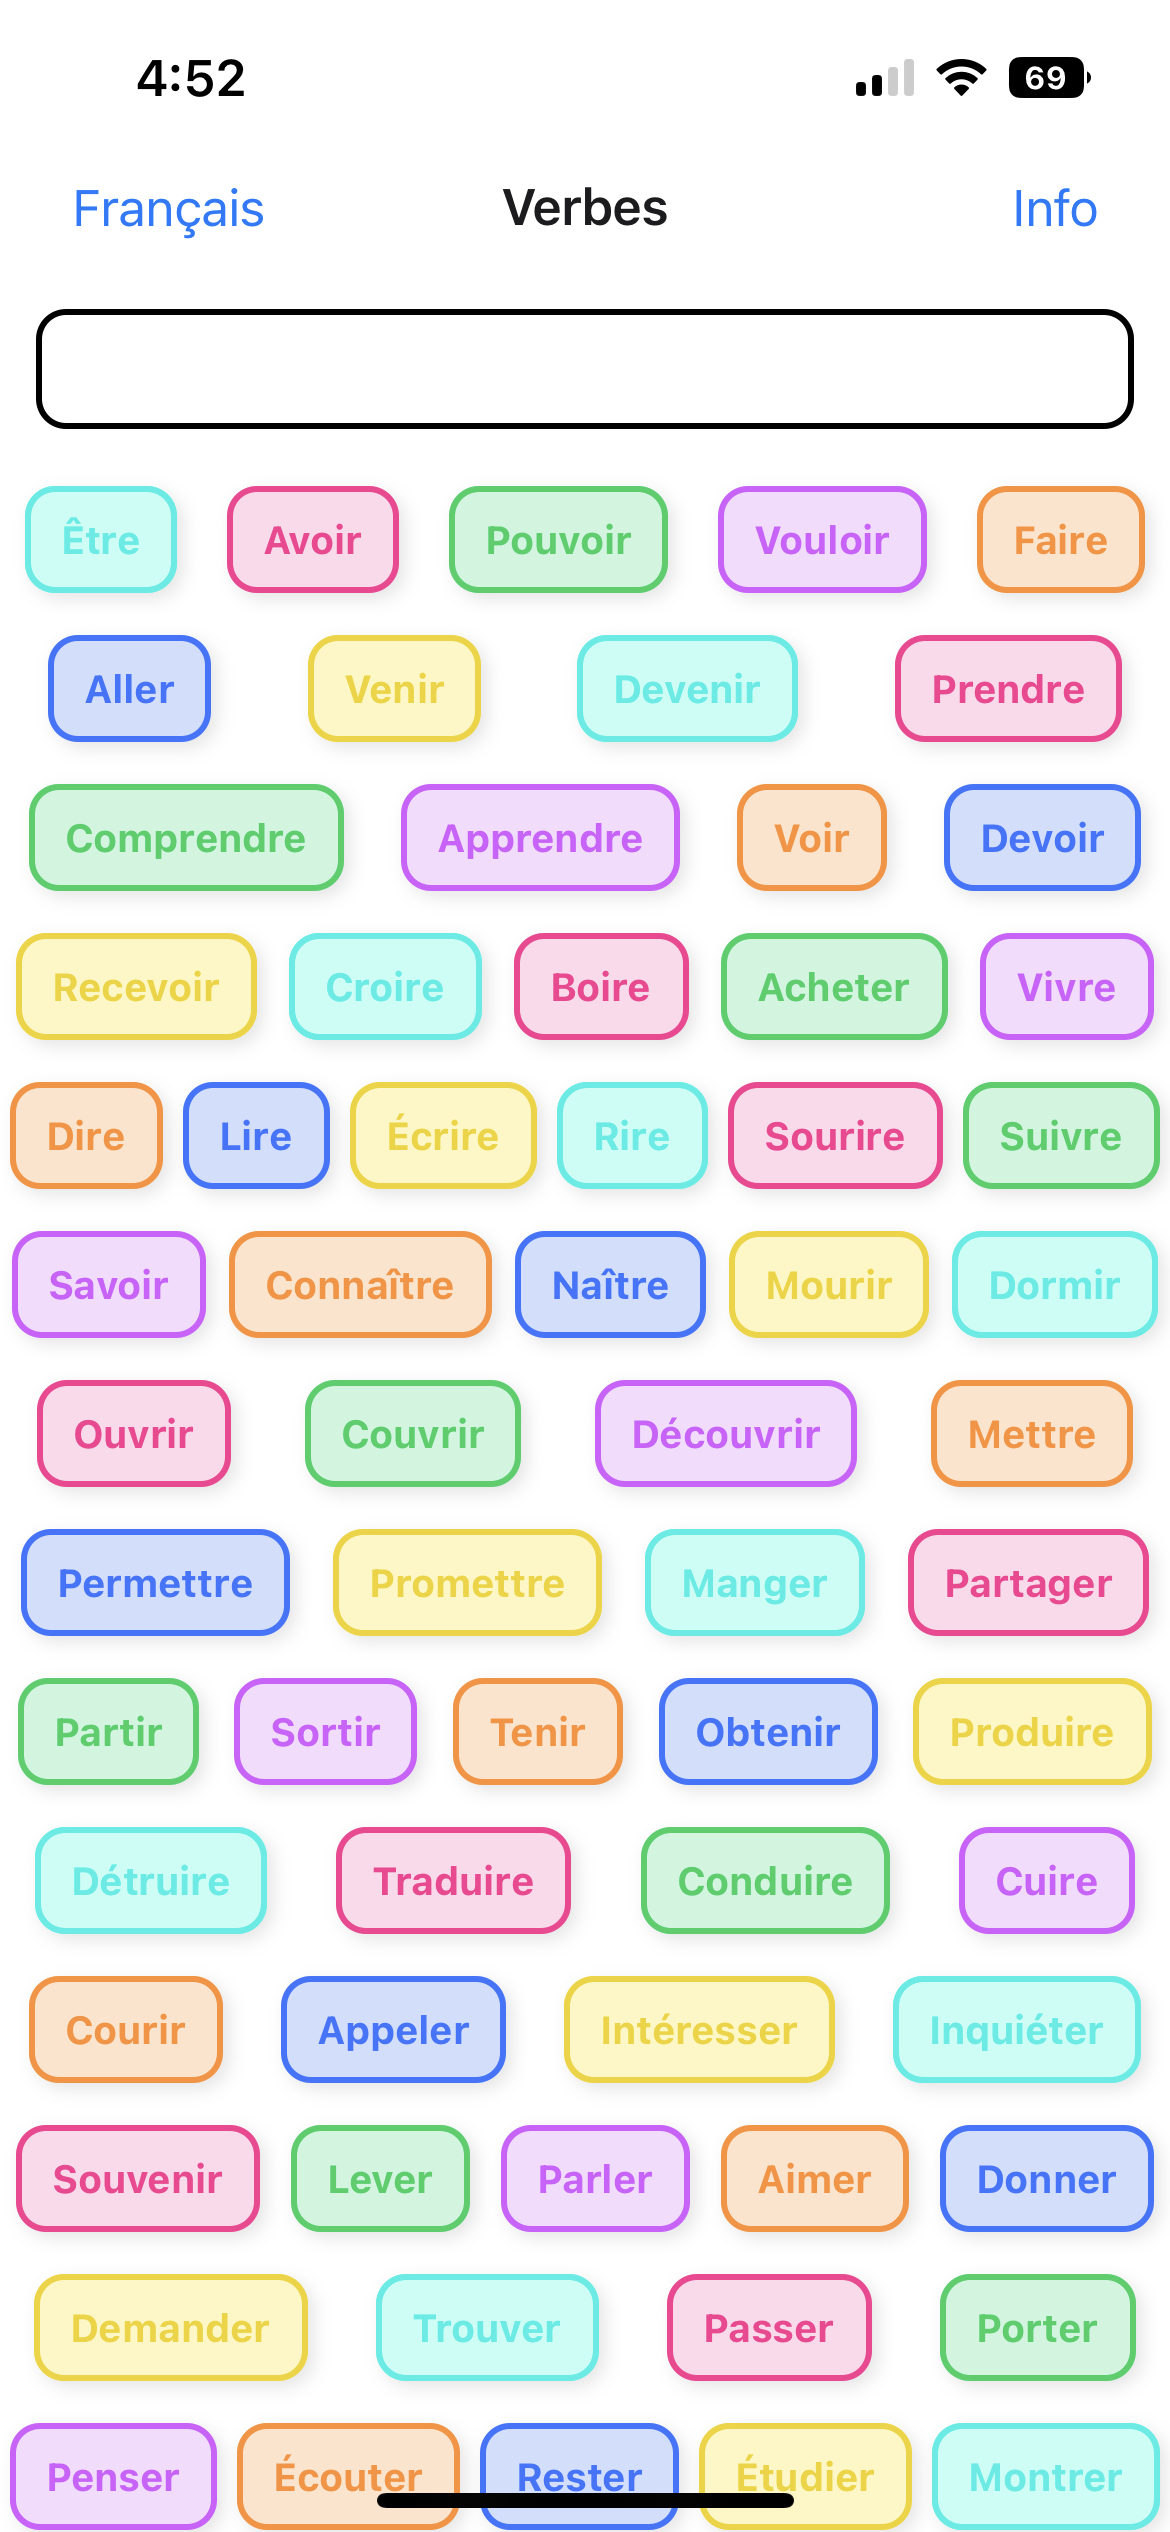 4:52 69
Français Verbes Info
Être Avoir Pouvoir Vouloir Faire
Aller Venir Devenir Prendre
Comprendre Apprendre Voir Devoir
Recevoir Croire Boire Acheter Vivre
Dire Lire Écrire Rire Sourire Suivre
Savoir Connaître Naître Mourir Dormir
Ouvrir Couvrir Découvrir Mettre
Permettre Promettre Manger Partager
Partir Sortir Tenir Obtenir Produire
Détruire Traduire Conduire Cuire
Courir Appeler Intéresser Inquiéter
Souvenir Lever Parler Aimer Donner
Demander Trouver Passer Porter
Penser Écouter Rester Étudier Montrer